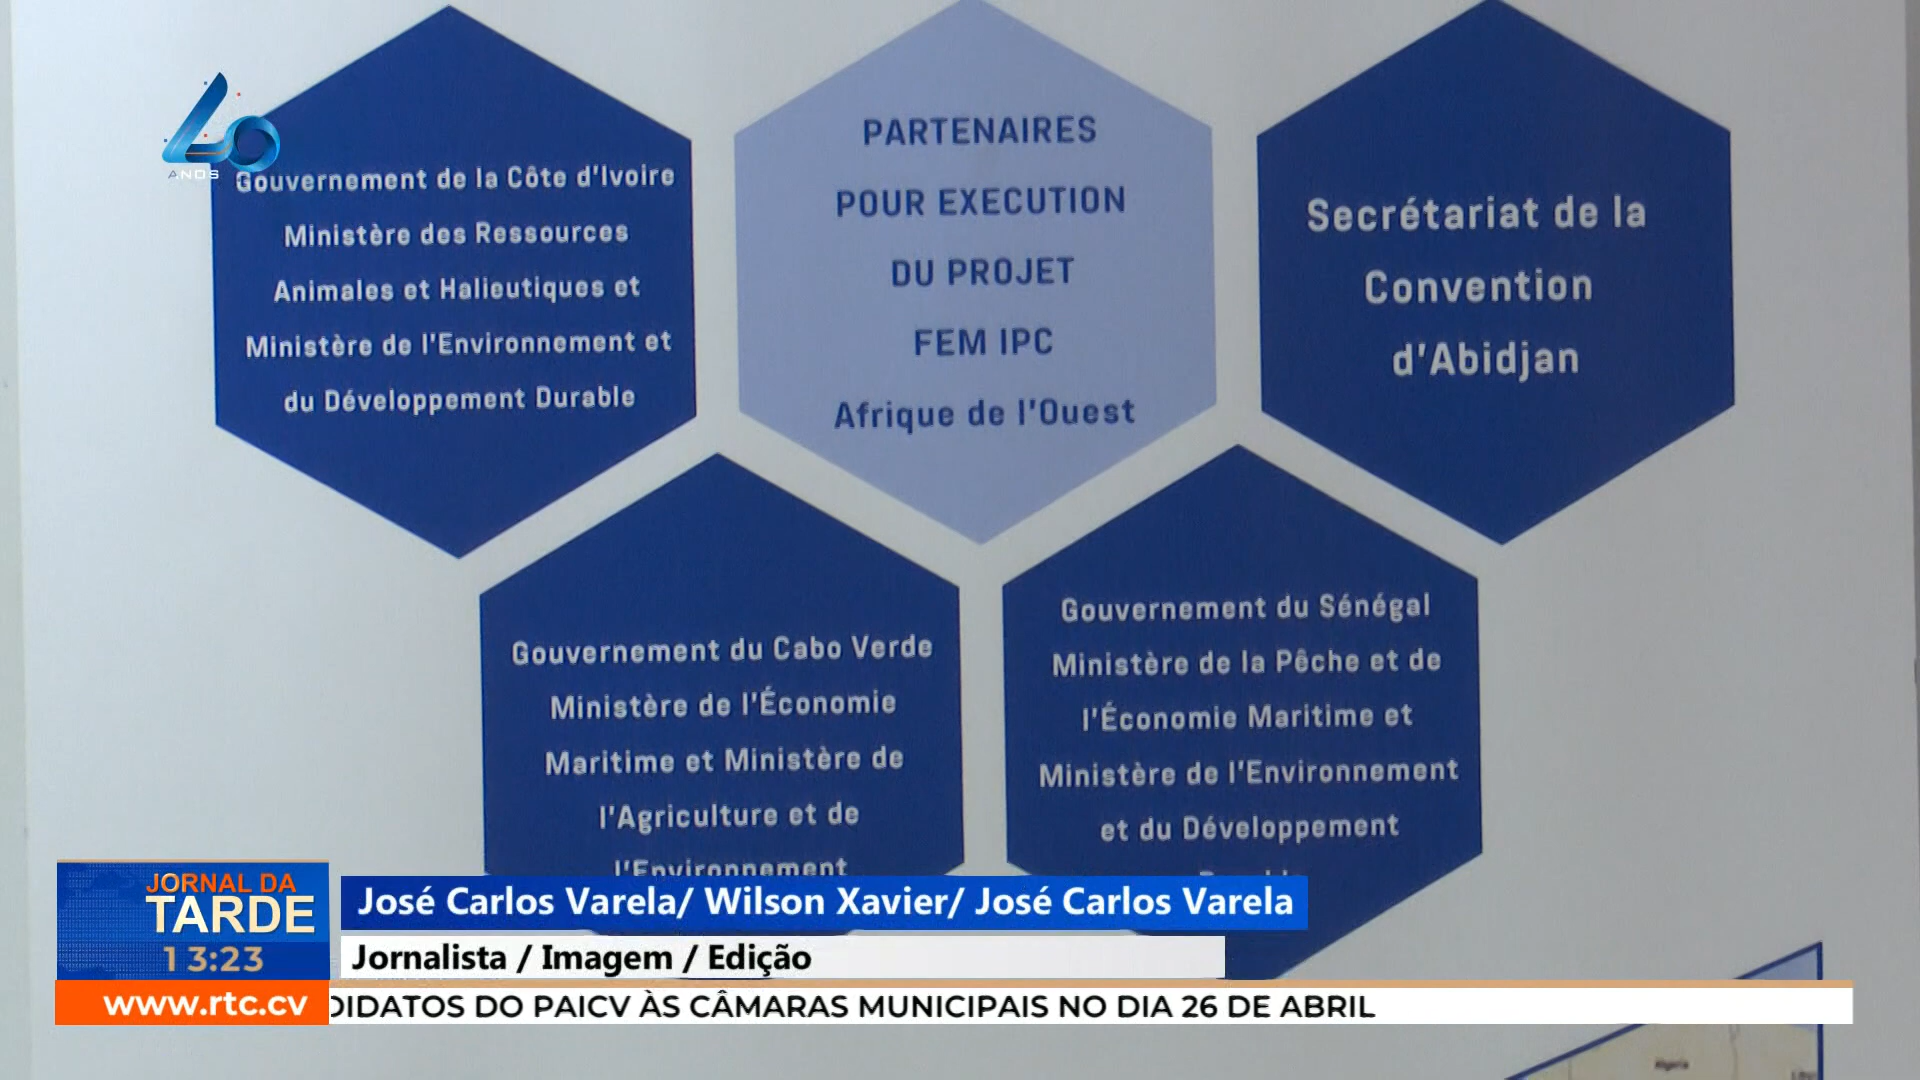 40
ANOS
Gouvernement de la Côte d'Ivoire
Ministère des Ressources
Animales et Halieutiques et
Ministère de l'Environnement et
du Développement Durable
PARTENAIRES
POUR EXECUTION
DU PROJET
FEM IPC
Afrique de l'Ouest
Secrétariat de la
Convention
d'Abidjan
Gouvernement du Cabo Verde
Ministère de l'Économie
Maritime et Ministère de
l'Agriculture et de
l'Environnement
Gouvernement du Sénégal
Ministère de la Pêche et de
l'Économie Maritime et
Ministère de l'Environnement
et du Développement
JORNAL DA
TARDE
13:23
José Carlos Varela/ Wilson Xavier/ José Carlos Varela
Jornalista / Imagem / Edição
www.rtc.cv
DIDATOS DO PAICV ÀS CÂMARAS MUNICIPAIS NO DIA 26 DE ABRIL
Algeria